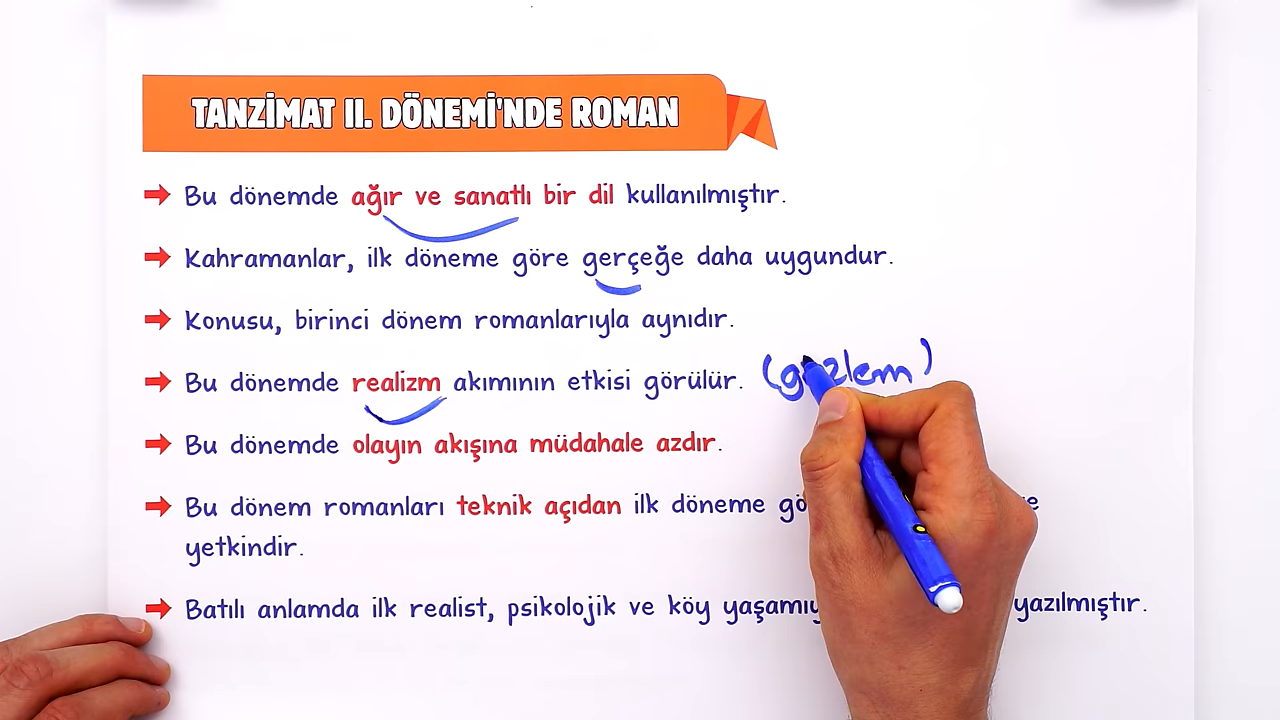 TANZİMAT II. DÖNEMİ'NDE ROMAN
Bu dönemde ağır ve sanatlı bir dil kullanılmıştır.
Kahramanlar, ilk döneme göre gerçeğe daha uygundur.
Konusu, birinci dönem romanlarıyla aynıdır.
Bu dönemde realizm akımının etkisi görülür. (gözlem)
Bu dönemde olayın akışına müdahale azdır.
Bu dönem romanları teknik açıdan ilk döneme
yetkindir.
Batılı anlamda ilk realist, psikolojik ve köy yazılmıştır.